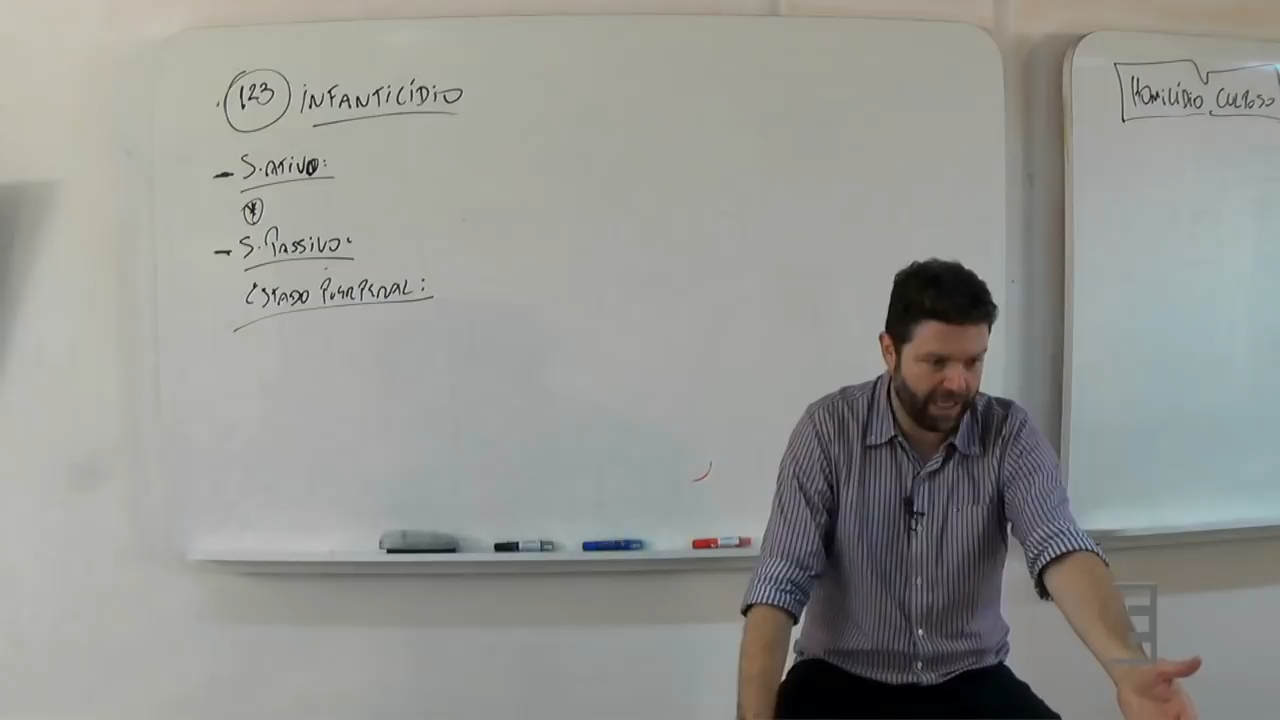 123 INFANTICÍDIO
- S. ATIVO:
*
- S. PASSIVO:
ESTADO PUERPERAL:
HOMICÍDIO CULPOSO